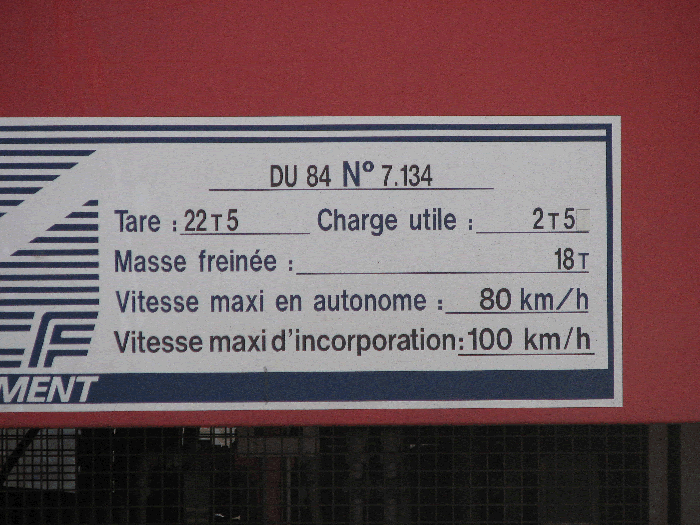 DU 84 N° 7.134
Tare : 22T5 Charge utile : 2T5
Masse freinée : 18T
Vitesse maxi en autonome : 80 km/h
Vitesse maxi d'incorporation: 100 km/h